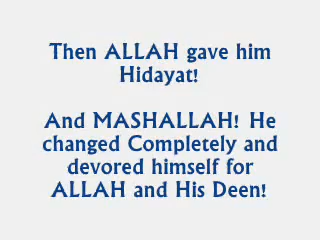 Then ALLAH gave him
Hidayat!
And MASHALLAH! He
changed Completely and
devored himself for
ALLAH and His Deen!